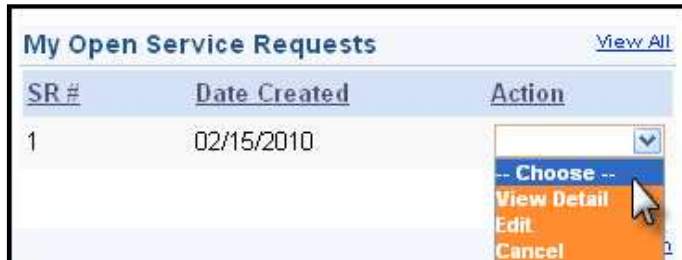 My Open Service Requests View All
SR # Date Created Action
1 02/15/2010
-- Choose --
View Detail
Edit
Cancel